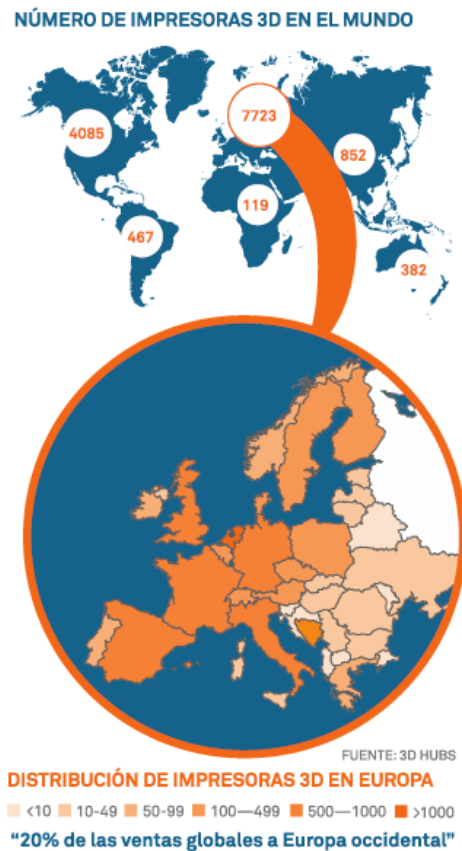 NÚMERO DE IMPRESORAS 3D EN EL MUNDO
7723
4085
852
119
467
382
FUENTE: 3D HUBS
DISTRIBUCIÓN DE IMPRESORAS 3D EN EUROPA
<10 10-49 50-99 100—499 500—1000 >1000
“20% de las ventas globales a Europa occidental”